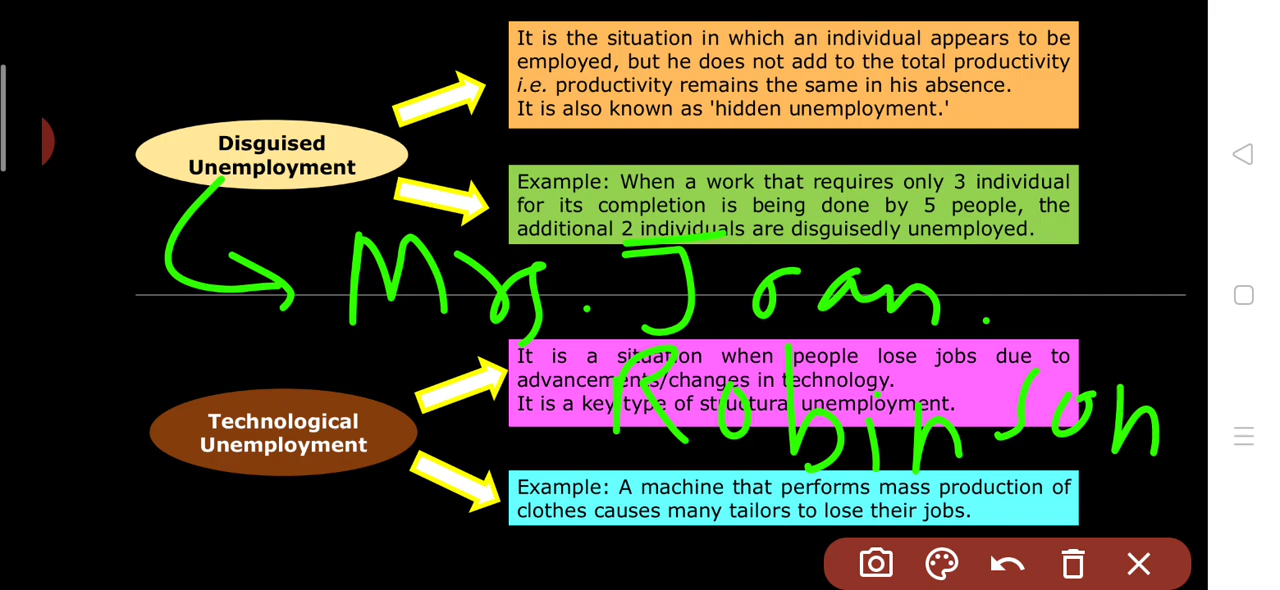 It is the situation in which an individual appears to be
employed, but he does not add to the total productivity
i.e. productivity remains the same in his absence.
It is also known as 'hidden unemployment.'
Disguised
Unemployment
Example: When a work that requires only 3 individual
for its completion is being done by 5 people, the
additional 2 individuals are disguisedly unemployed.
Mrs. Joan.
Robinson
It is a situation when people lose jobs due to
advancements/changes in technology.
It is a key type of structural unemployment.
Technological
Unemployment
Example: A machine that performs mass production of
clothes causes many tailors to lose their jobs.